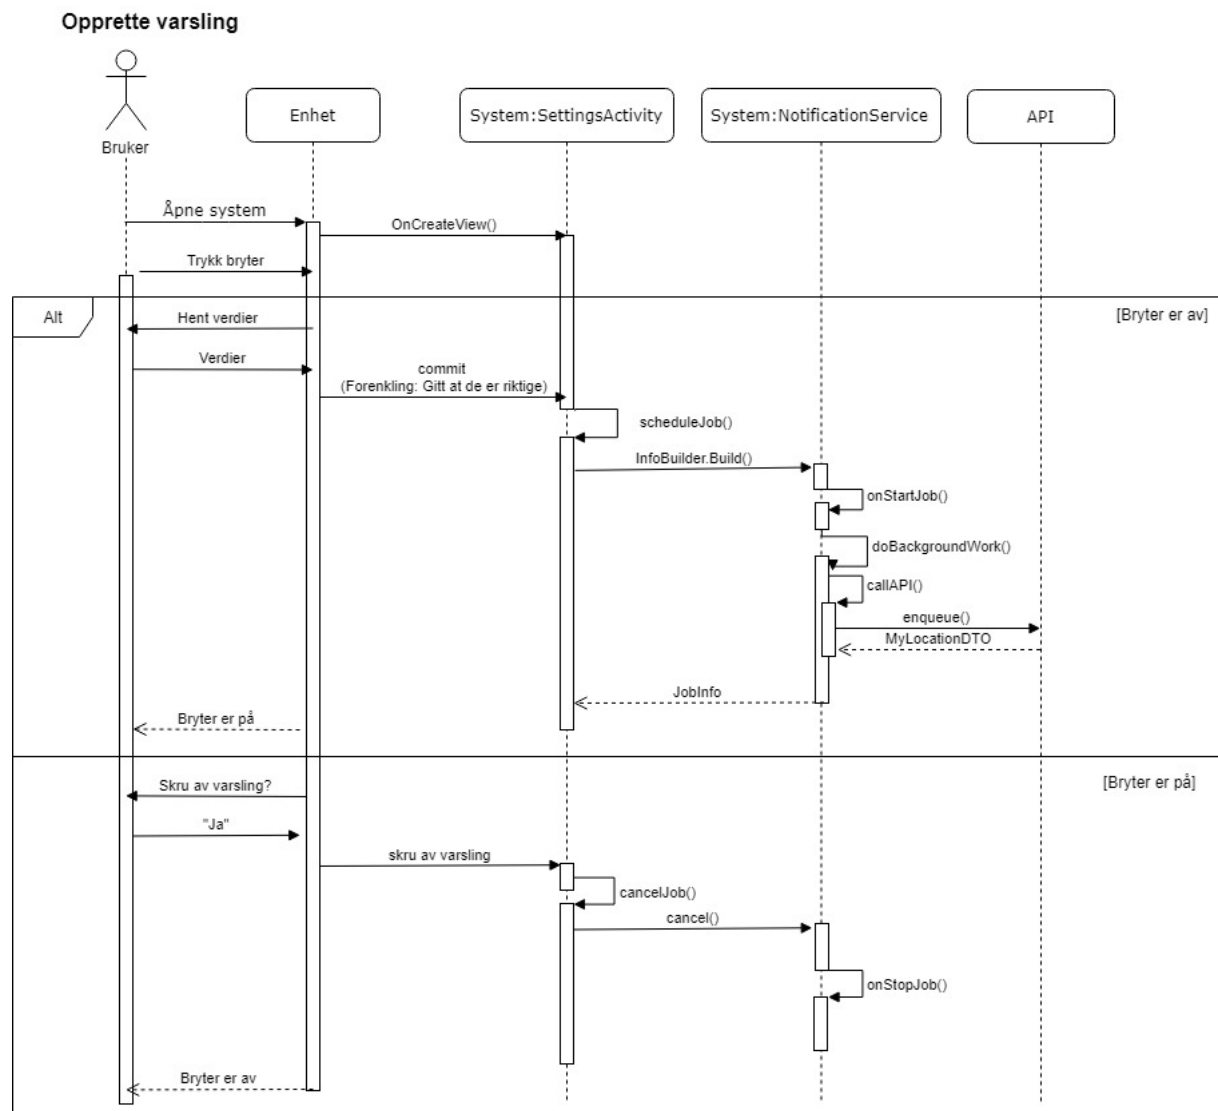 Opprette varsling
Bruker
Enhet
System:SettingsActivity
System:NotificationService
API
Åpne system
OnCreateView()
Trykk bryter
Alt
[Bryter er av]
Hent verdier
Verdier
commit
(Forenkling: Gitt at de er riktige)
scheduleJob()
InfoBuilder.Build()
onStartJob()
doBackgroundWork()
callAPI()
enqueue()
MyLocationDTO
JobInfo
Bryter er på
[Bryter er på]
Skru av varsling?
"Ja"
skru av varsling
cancelJob()
cancel()
onStopJob()
Bryter er av